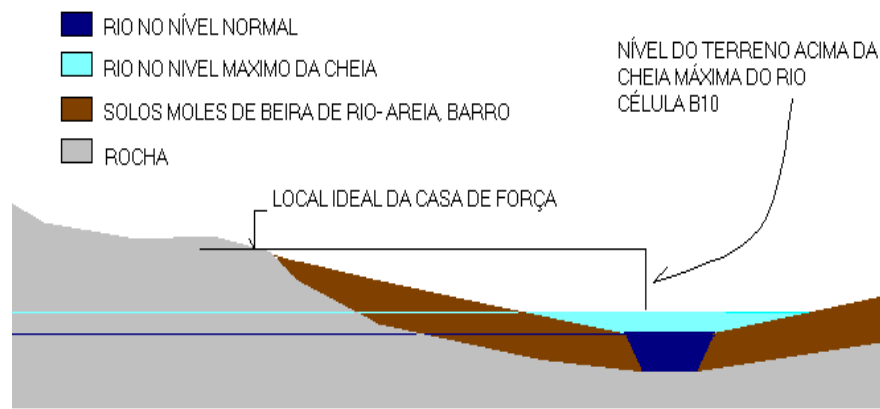 RIO NO NÍVEL NORMAL
RIO NO NIVEL MAXIMO DA CHEIA
SOLOS MOLES DE BEIRA DE RIO- AREIA, BARRO
ROCHA
NÍVEL DO TERRENO ACIMA DA
CHEIA MÁXIMA DO RIO
CÉLULA B10
LOCAL IDEAL DA CASA DE FORÇA